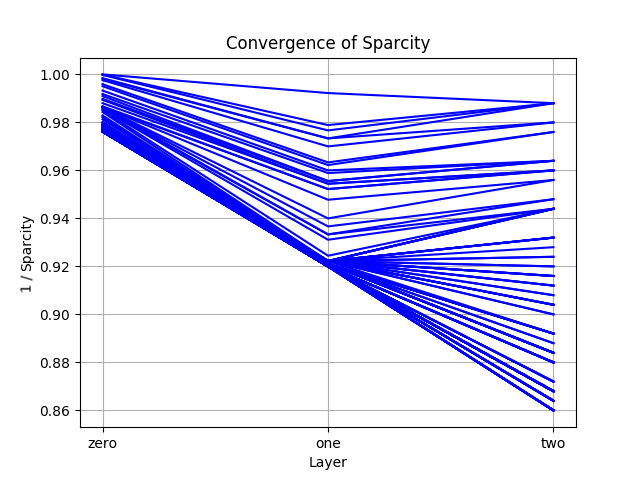 Convergence of Sparcity
1.00
0.98
0.96
0.94
0.92
0.90
0.88
0.86
1 / Sparcity
zero one two
Layer